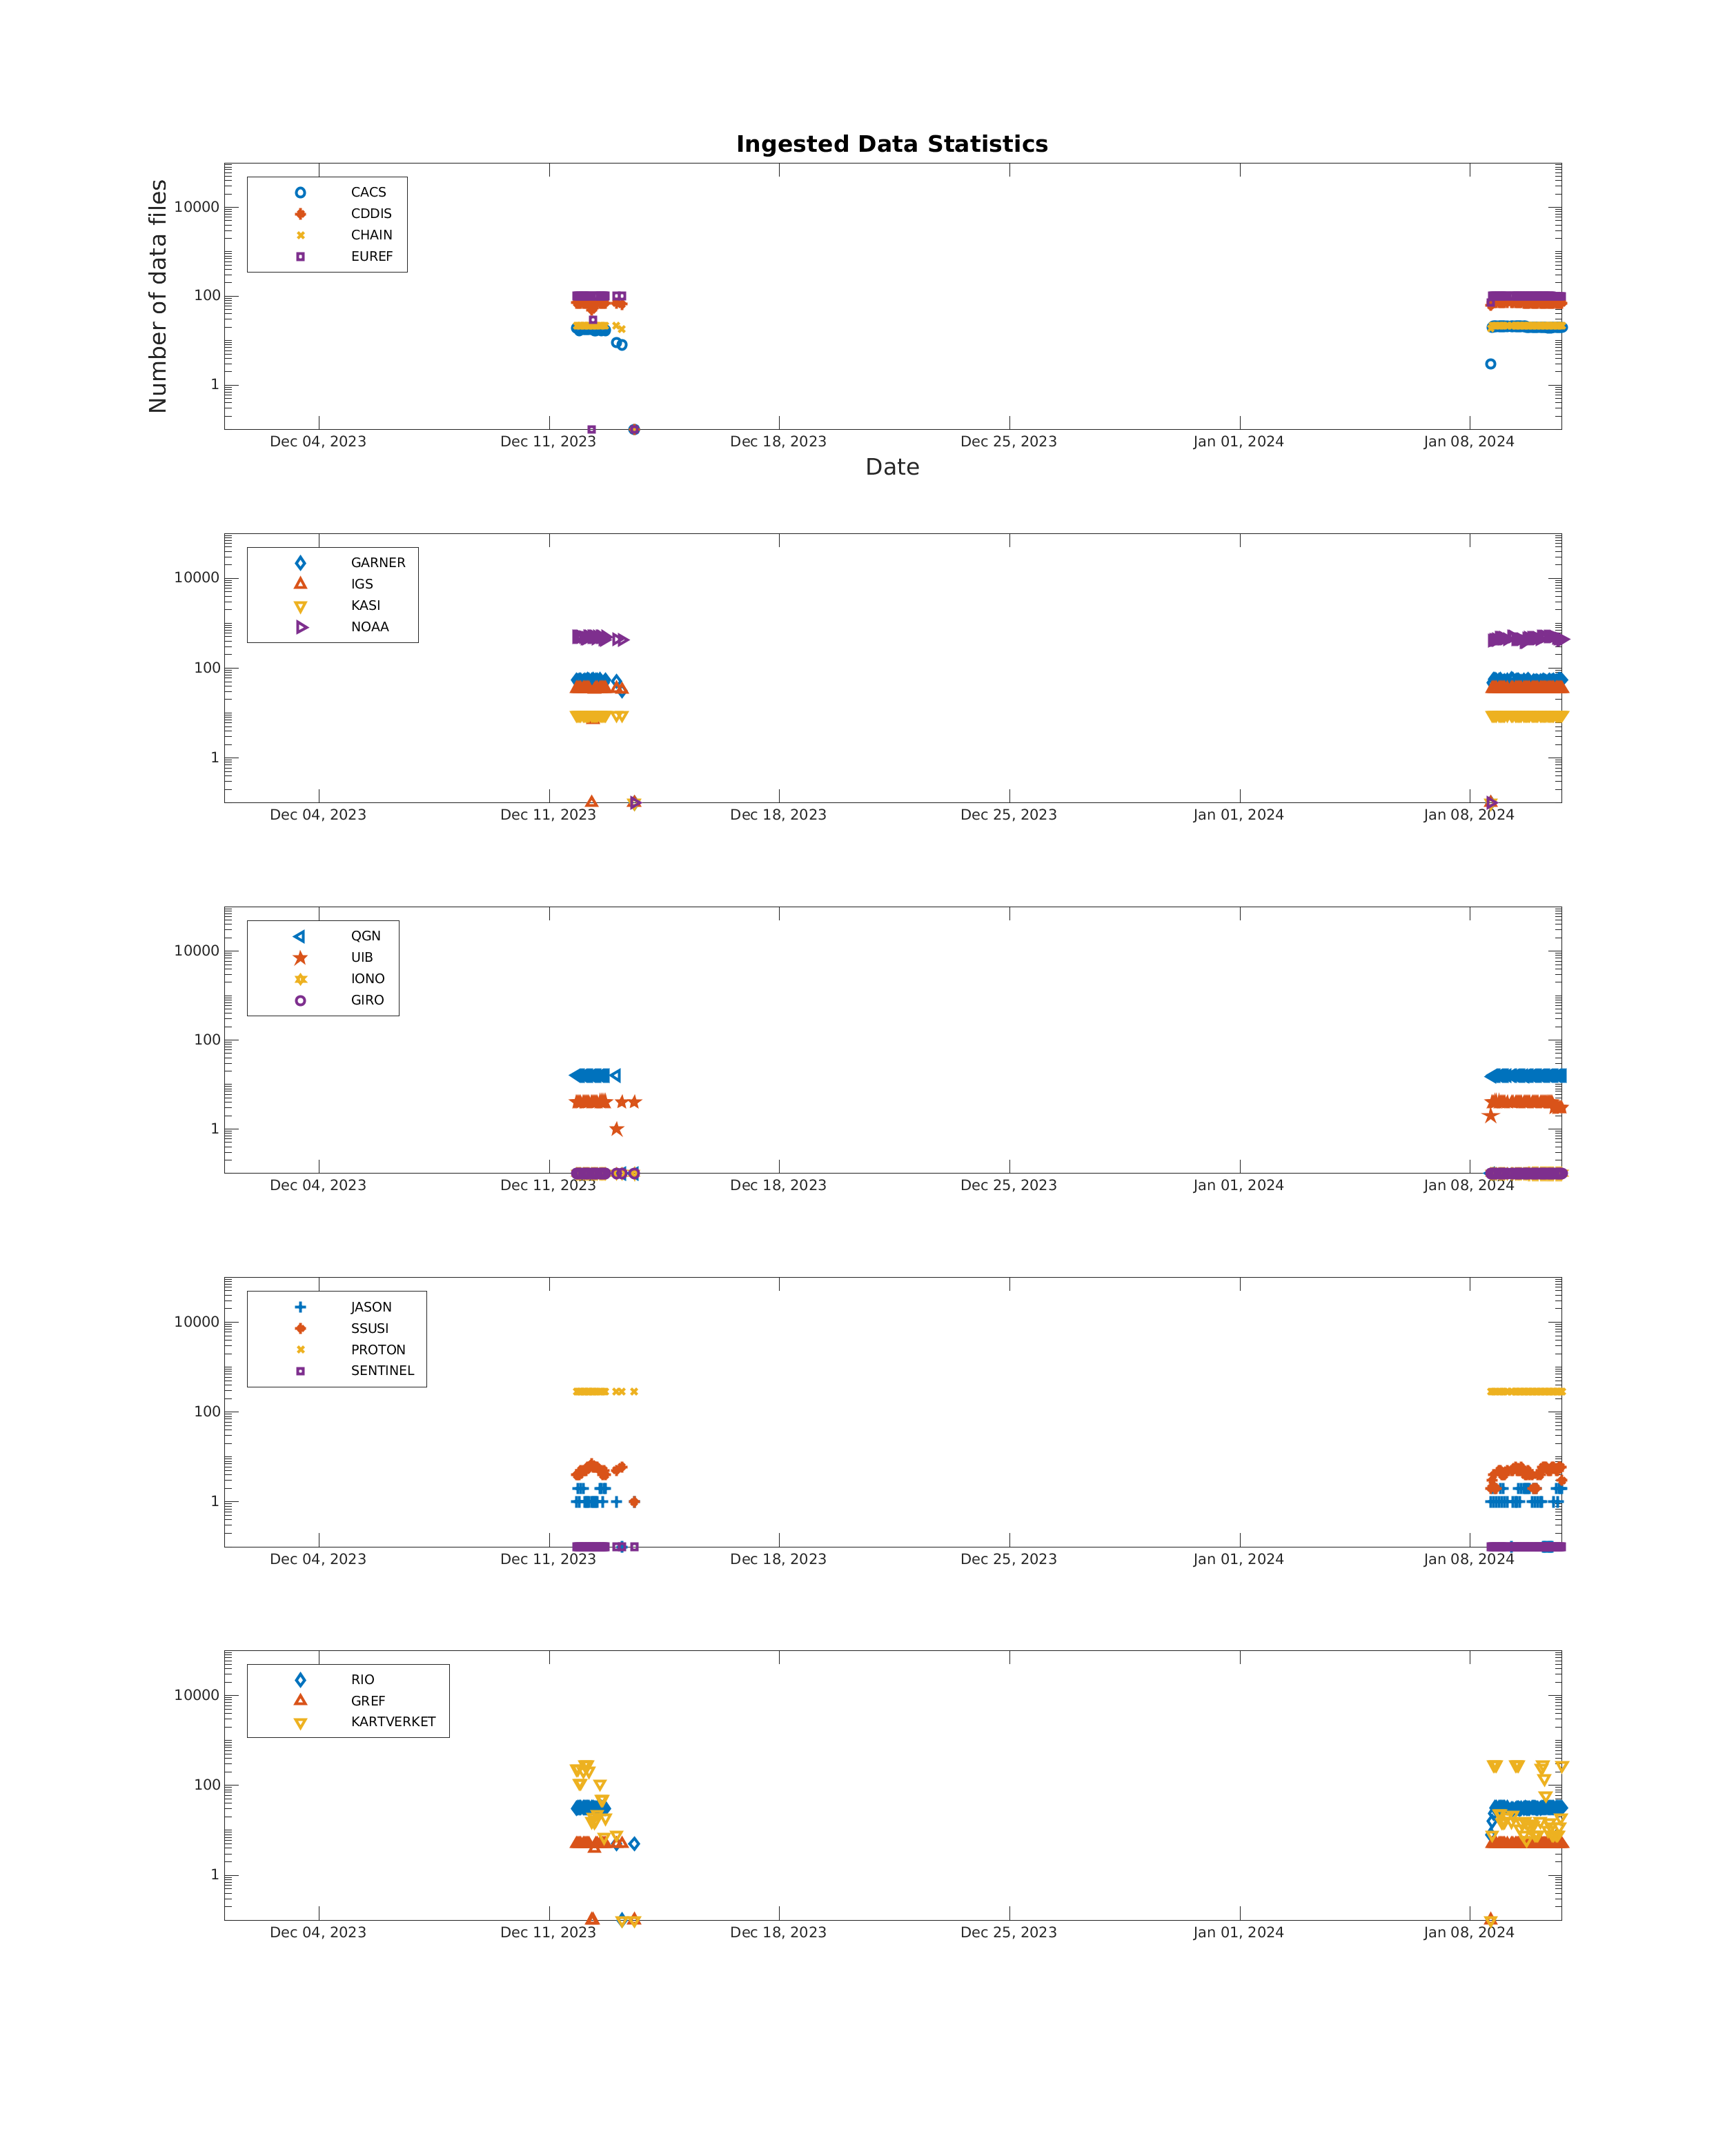 Ingested Data Statistics
Number of data files
10000
100
1
CACS
CDDIS
CHAIN
EUREF
Dec 04, 2023 Dec 11, 2023 Dec 18, 2023 Dec 25, 2023 Jan 01, 2024 Jan 08, 2024
Date
10000
100
1
GARNER
IGS
KASI
NOAA
Dec 04, 2023 Dec 11, 2023 Dec 18, 2023 Dec 25, 2023 Jan 01, 2024 Jan 08, 2024
10000
100
1
QGN
UIB
IONO
GIRO
Dec 04, 2023 Dec 11, 2023 Dec 18, 2023 Dec 25, 2023 Jan 01, 2024 Jan 08, 2024
10000
100
1
JASON
SSUSI
PROTON
SENTINEL
Dec 04, 2023 Dec 11, 2023 Dec 18, 2023 Dec 25, 2023 Jan 01, 2024 Jan 08, 2024
10000
100
1
RIO
GREF
KARTVERKET
Dec 04, 2023 Dec 11, 2023 Dec 18, 2023 Dec 25, 2023 Jan 01, 2024 Jan 08, 2024